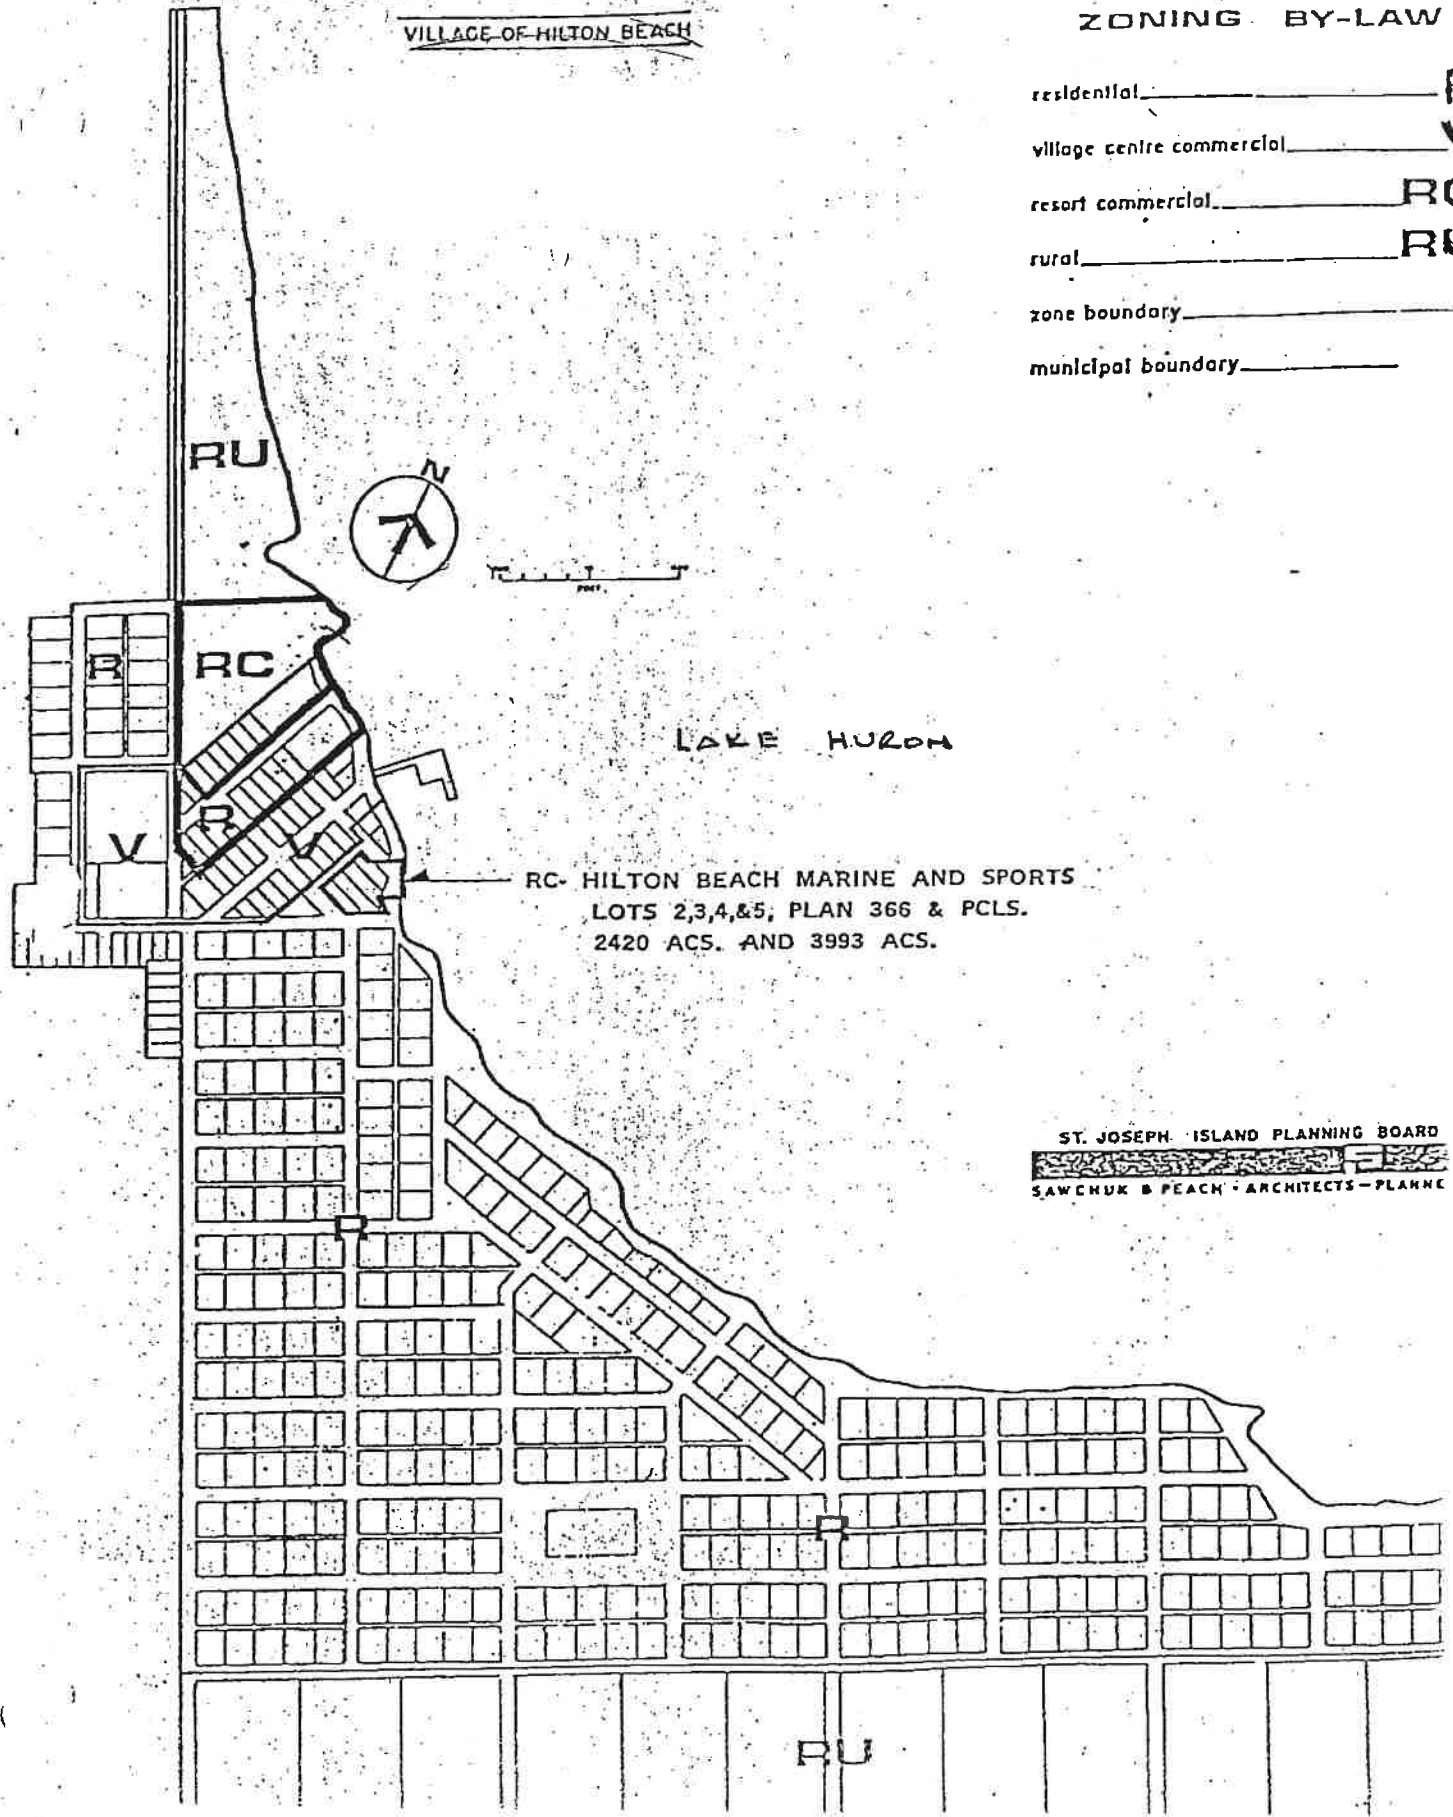 VILLAGE OF HILTON BEACH
ZONING BY-LAW
residential
village centre commercial
resort commercial RC
rural RU
zone boundary
municipal boundary
RU
N
FEET
R
RC
LAKE HURON
R
V
V
RC- HILTON BEACH MARINE AND SPORTS
LOTS 2,3,4,&5, PLAN 366 & PCLS.
2420 ACS. AND 3993 ACS.
ST. JOSEPH ISLAND PLANNING BOARD
SAWCHUK & PEACH · ARCHITECTS - PLANNE
R
R
RU